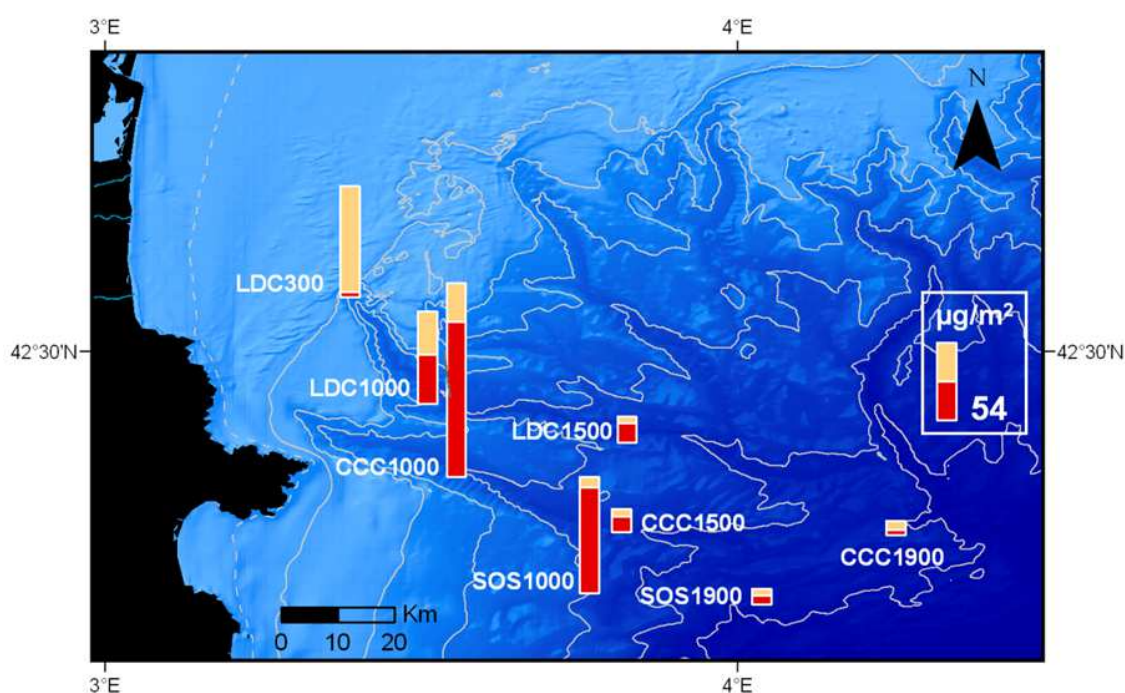 3°E 4°E
N
LDC300
µg/m²
54
42°30'N 42°30'N
LDC1000
LDC1500
CCC1000
CCC1500
CCC1900
SOS1000
SOS1900
Km
0 10 20
3°E 4°E